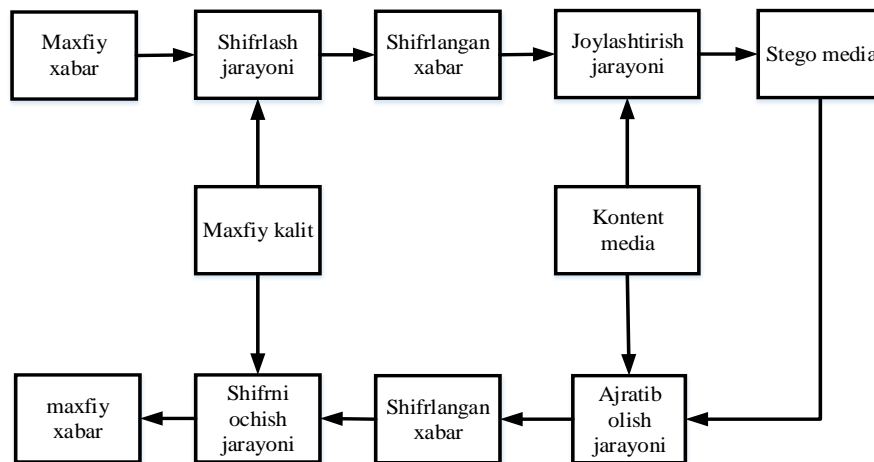 Maxfiy
xabar
Shifrlash
jarayoni
Shifrlangan
xabar
Joylashtirish
jarayoni
Stego media
Maxfiy kalit
Kontent
media
maxfiy
xabar
Shifrni
ochish
jarayoni
Shifrlangan
xabar
Ajratib
olish
jarayoni